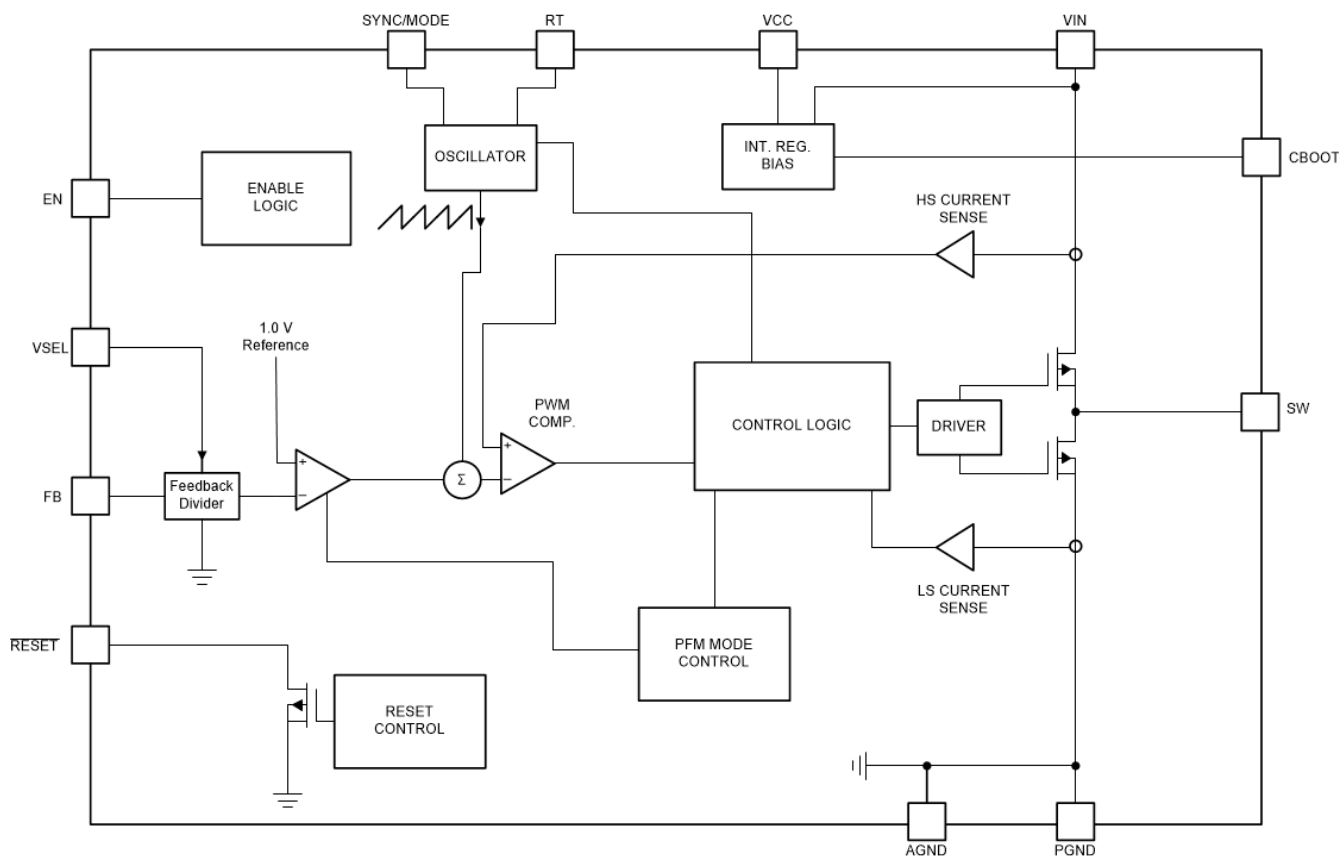 SYNC/MODE
RT
VCC
VIN
OSCILLATOR
INT. REG.
BIAS
CBOOT
EN
ENABLE
LOGIC
HS CURRENT
SENSE
VSEL
1.0 V
Reference
PWM
COMP.
CONTROL LOGIC
DRIVER
SW
+
+
FB
Feedback
Divider
−
Σ
−
LS CURRENT
SENSE
RESET
PFM MODE
CONTROL
RESET
CONTROL
AGND
PGND